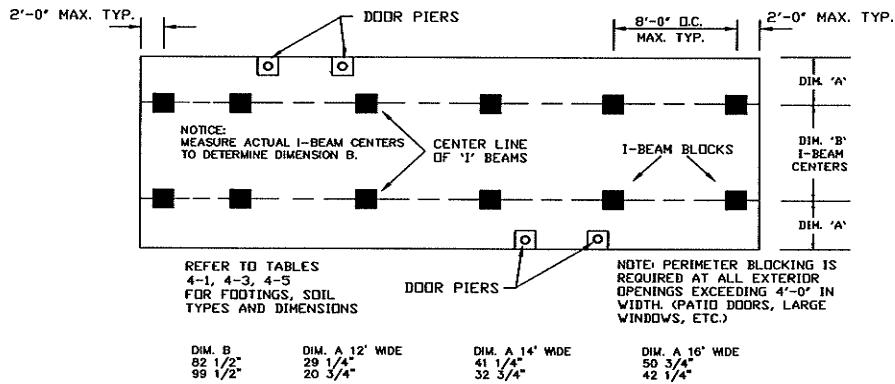 2'-0" MAX. TYP.
DOOR PIERS
8'-0" O.C.
MAX. TYP.
2'-0" MAX. TYP.
DIM. 'A'
NOTICE:
MEASURE ACTUAL I-BEAM CENTERS
TO DETERMINE DIMENSION B.
CENTER LINE
OF 'I' BEAMS
I-BEAM BLOCKS
DIM. 'B'
I-BEAM
CENTERS
DIM. 'A'
REFER TO TABLES
4-1, 4-3, 4-5
FOR FOOTINGS, SOIL
TYPES AND DIMENSIONS
DOOR PIERS
NOTE: PERIMETER BLOCKING IS
REQUIRED AT ALL EXTERIOR
OPENINGS EXCEEDING 4'-0" IN
WIDTH. (PATIO DOORS, LARGE
WINDOWS, ETC.)
DIM. B DIM. A 12' WIDE DIM. A 14' WIDE DIM. A 16' WIDE
82 1/2" 29 1/4" 41 1/4" 50 3/4"
99 1/2" 20 3/4" 32 3/4" 42 1/4"